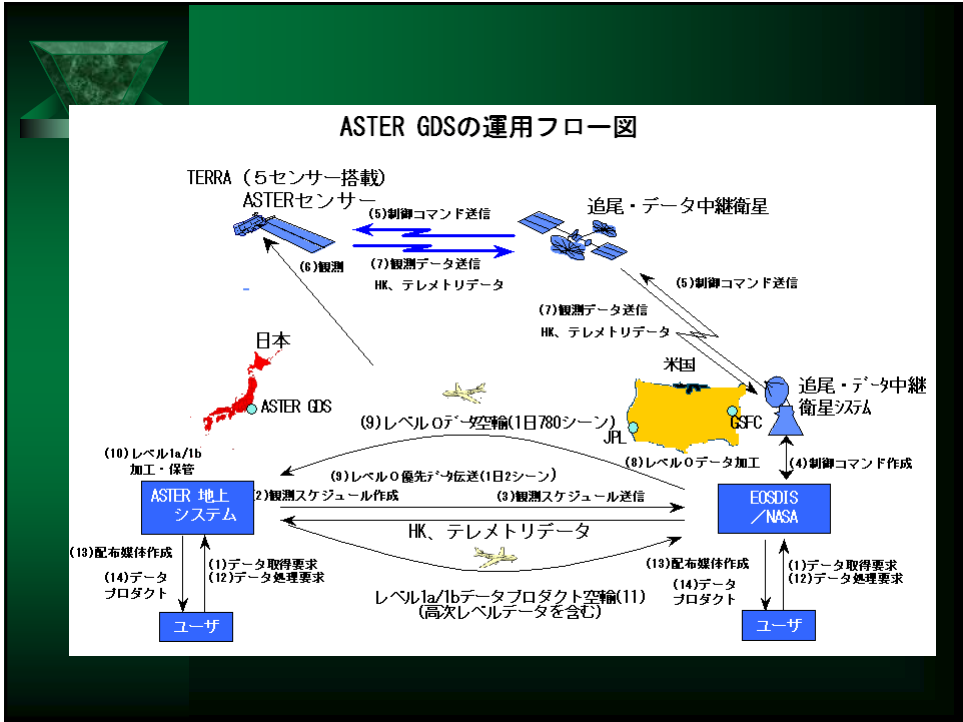 ASTER GDSの運用フロー図
TERRA (5センサー搭載)
ASTERセンサー
追尾・データ中継衛星
(5)制御コマンド送信
(6)観測
(7)観測データ送信
HK、テレメトリデータ
(5)制御コマンド送信
(7)観測データ送信
HK、テレメトリデータ
日本
米国
ASTER GDS
追尾・データ中継
衛星システム
(9)レベル0データ空輸(1日780シーン)
JPL
GSFC
(10)レベル1a/1b
加工・保管
(8)レベル0データ加工
(4)制御コマンド作成
(9)レベル0優先データ伝送(1日2シーン)
ASTER 地上
システム
2)観測スケジュール作成
(3)観測スケジュール送信
EOSDIS
/NASA
HK、テレメトリデータ
(13)配布媒体作成
(1)データ取得要求
(12)データ処理要求
(14)データ
プロダクト
(13)配布媒体作成
(1)データ取得要求
(12)データ処理要求
(14)データ
プロダクト
レベル1a/1bデータプロダクト空輸(11)
(高次レベルデータを含む)
ユーザ
ユーザ